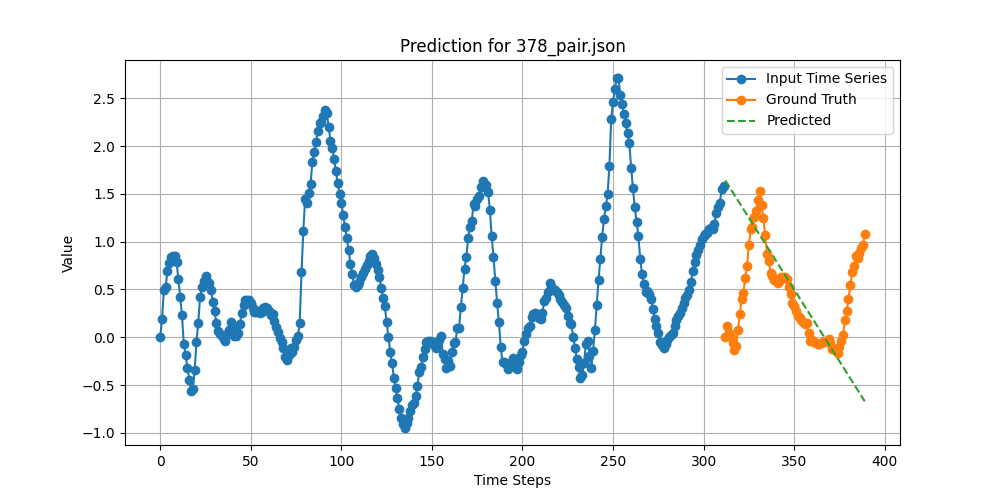 Prediction for 378_pair.json
Input Time Series
Ground Truth
Predicted
2.5
2.0
1.5
1.0
0.5
0.0
−0.5
−1.0
Value
0 50 100 150 200 250 300 350 400
Time Steps